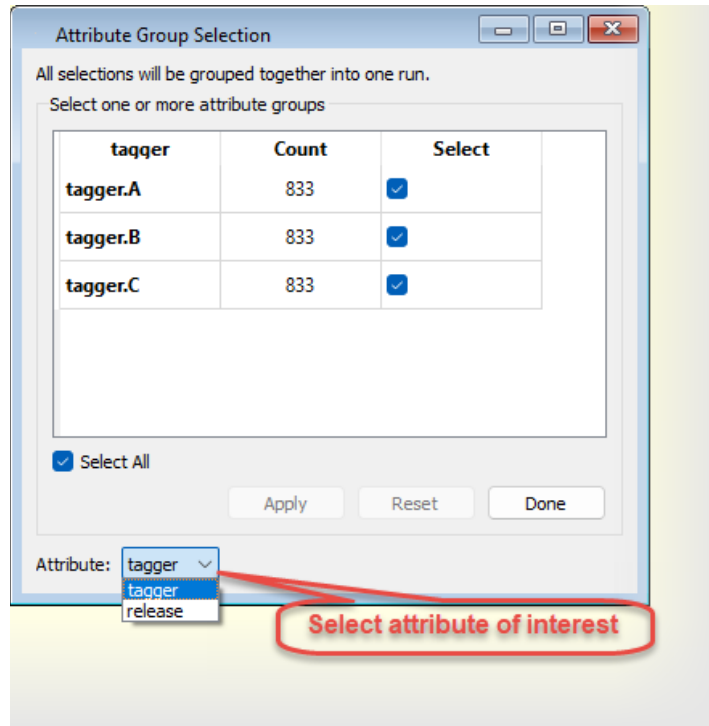 Attribute Group Selection
All selections will be grouped together into one run.
Select one or more attribute groups
tagger Count Select
tagger.A 833
tagger.B 833
tagger.C 833
Select All
Apply Reset Done
Attribute: tagger
tagger
release
Select attribute of interest